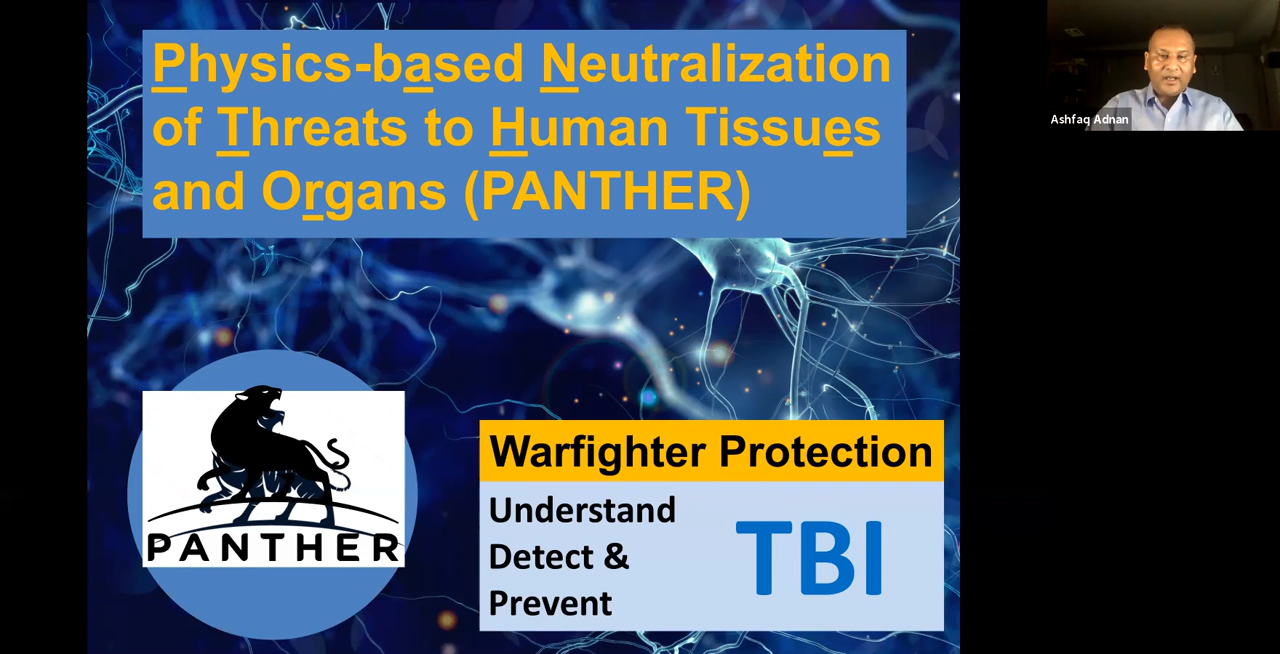 Physics-based Neutralization
of Threats to Human Tissues
and Organs (PANTHER)
Ashfaq Adnan
PANTHER
Warfighter Protection
Understand
Detect &
Prevent
TBI